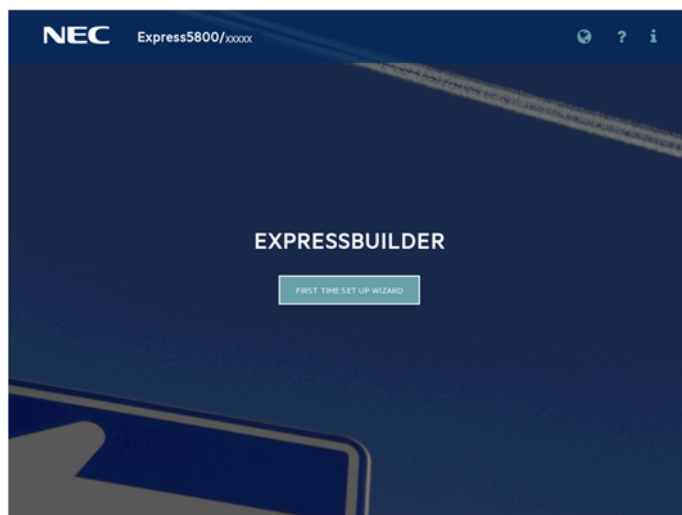 NEC Express5800/xxxxx ? i
EXPRESSBUILDER
FIRST TIME SET UP WIZARD